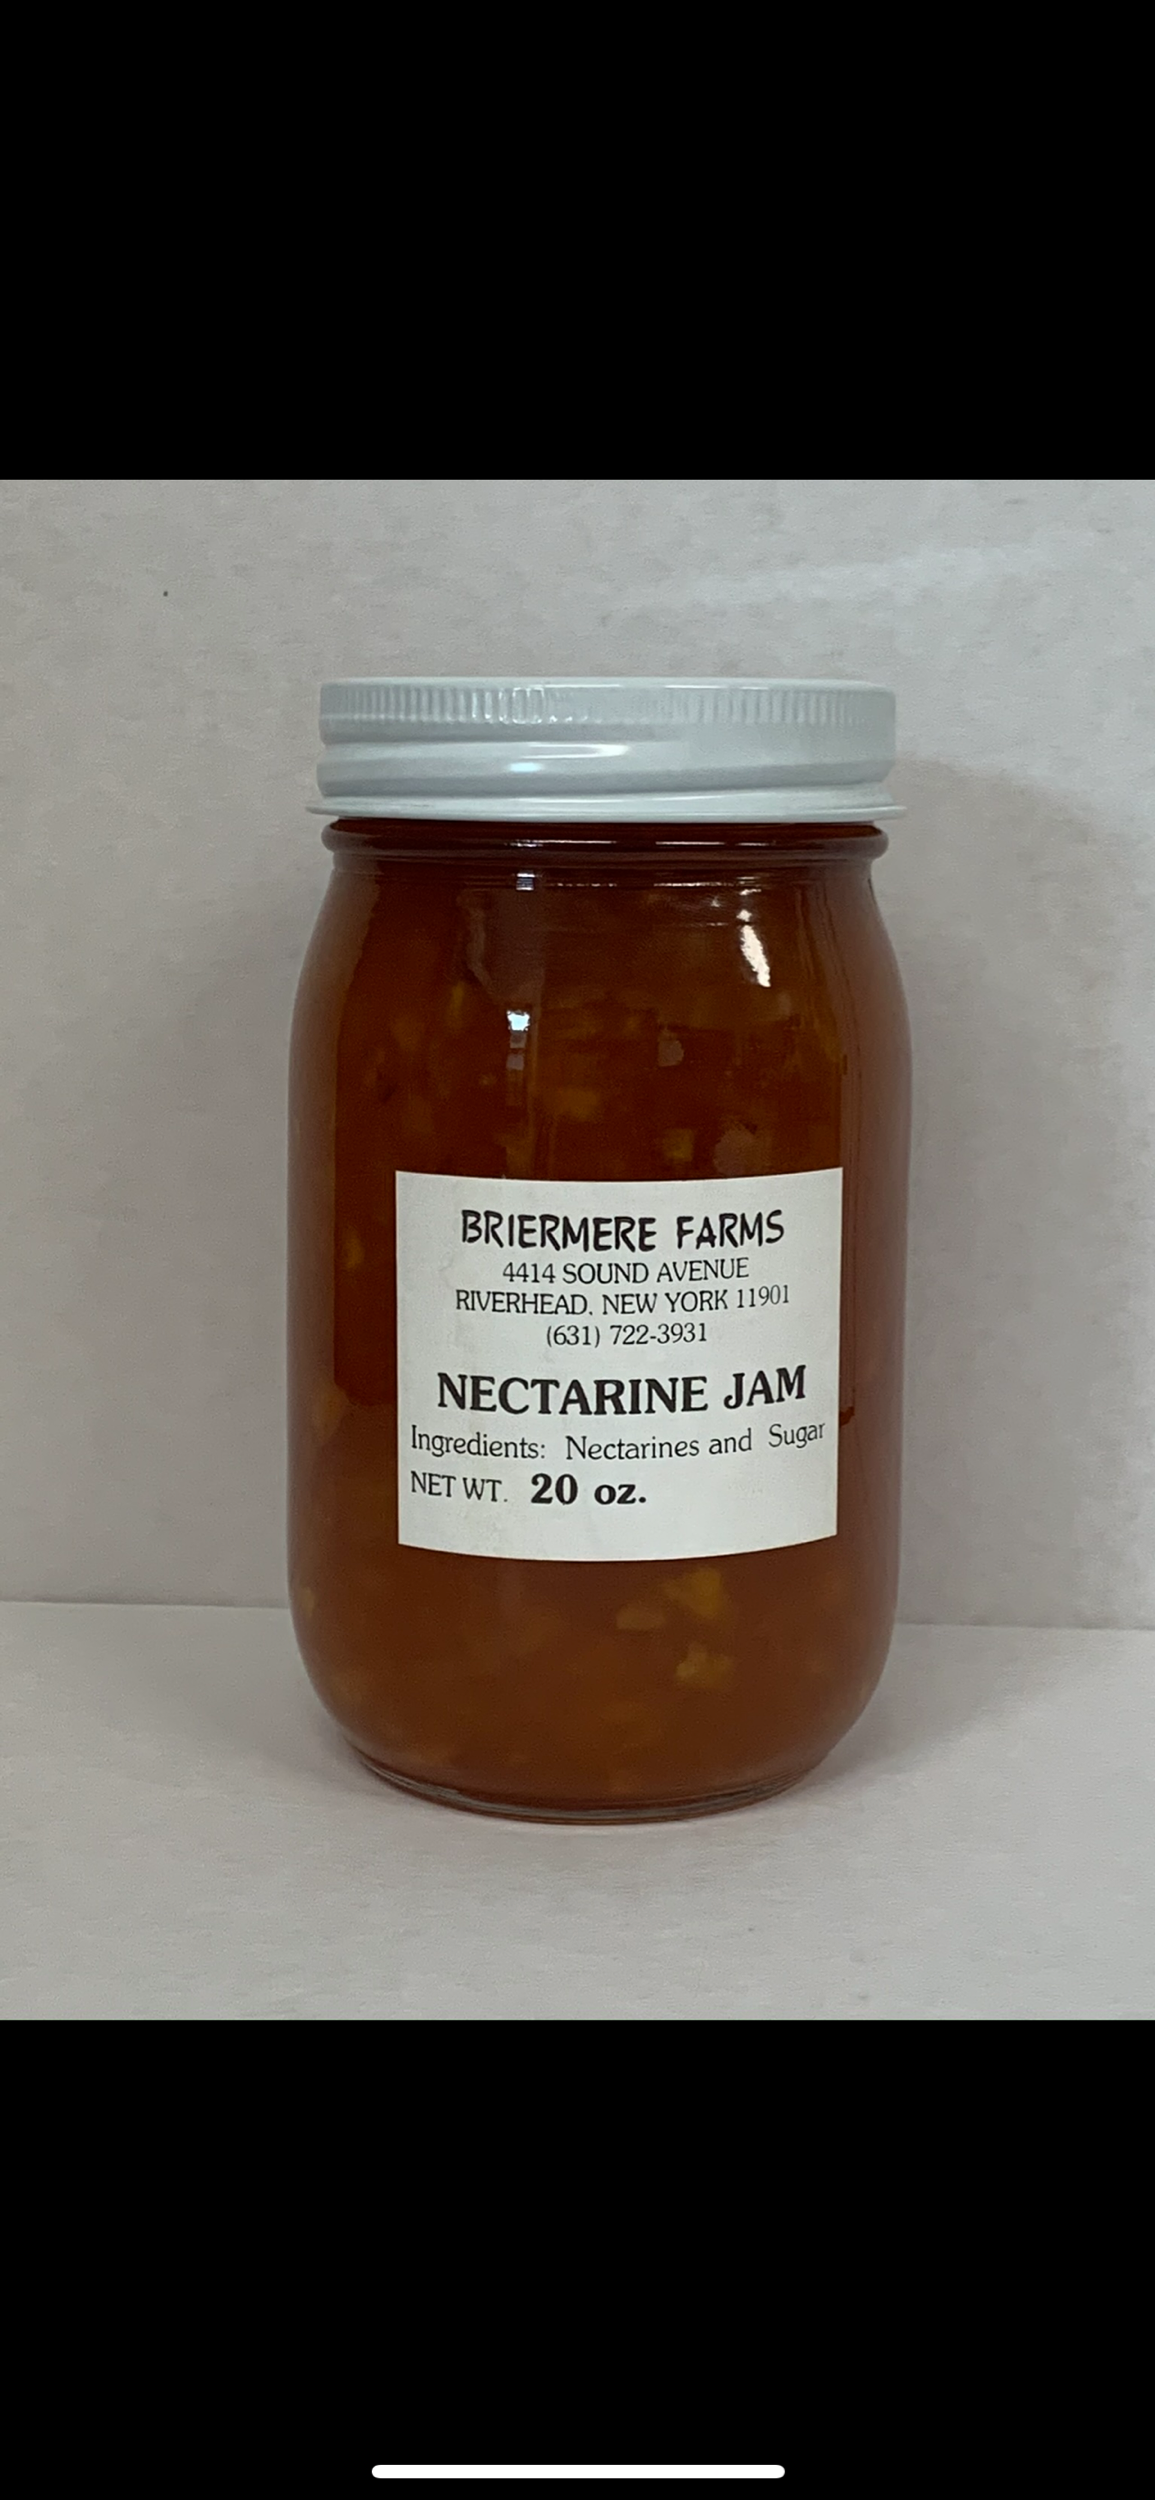 BRIERMERE FARMS
4414 SOUND AVENUE
RIVERHEAD, NEW YORK 11901
(631) 722-3931
NECTARINE JAM
Ingredients: Nectarines and Sugar
NET WT. 20 oz.